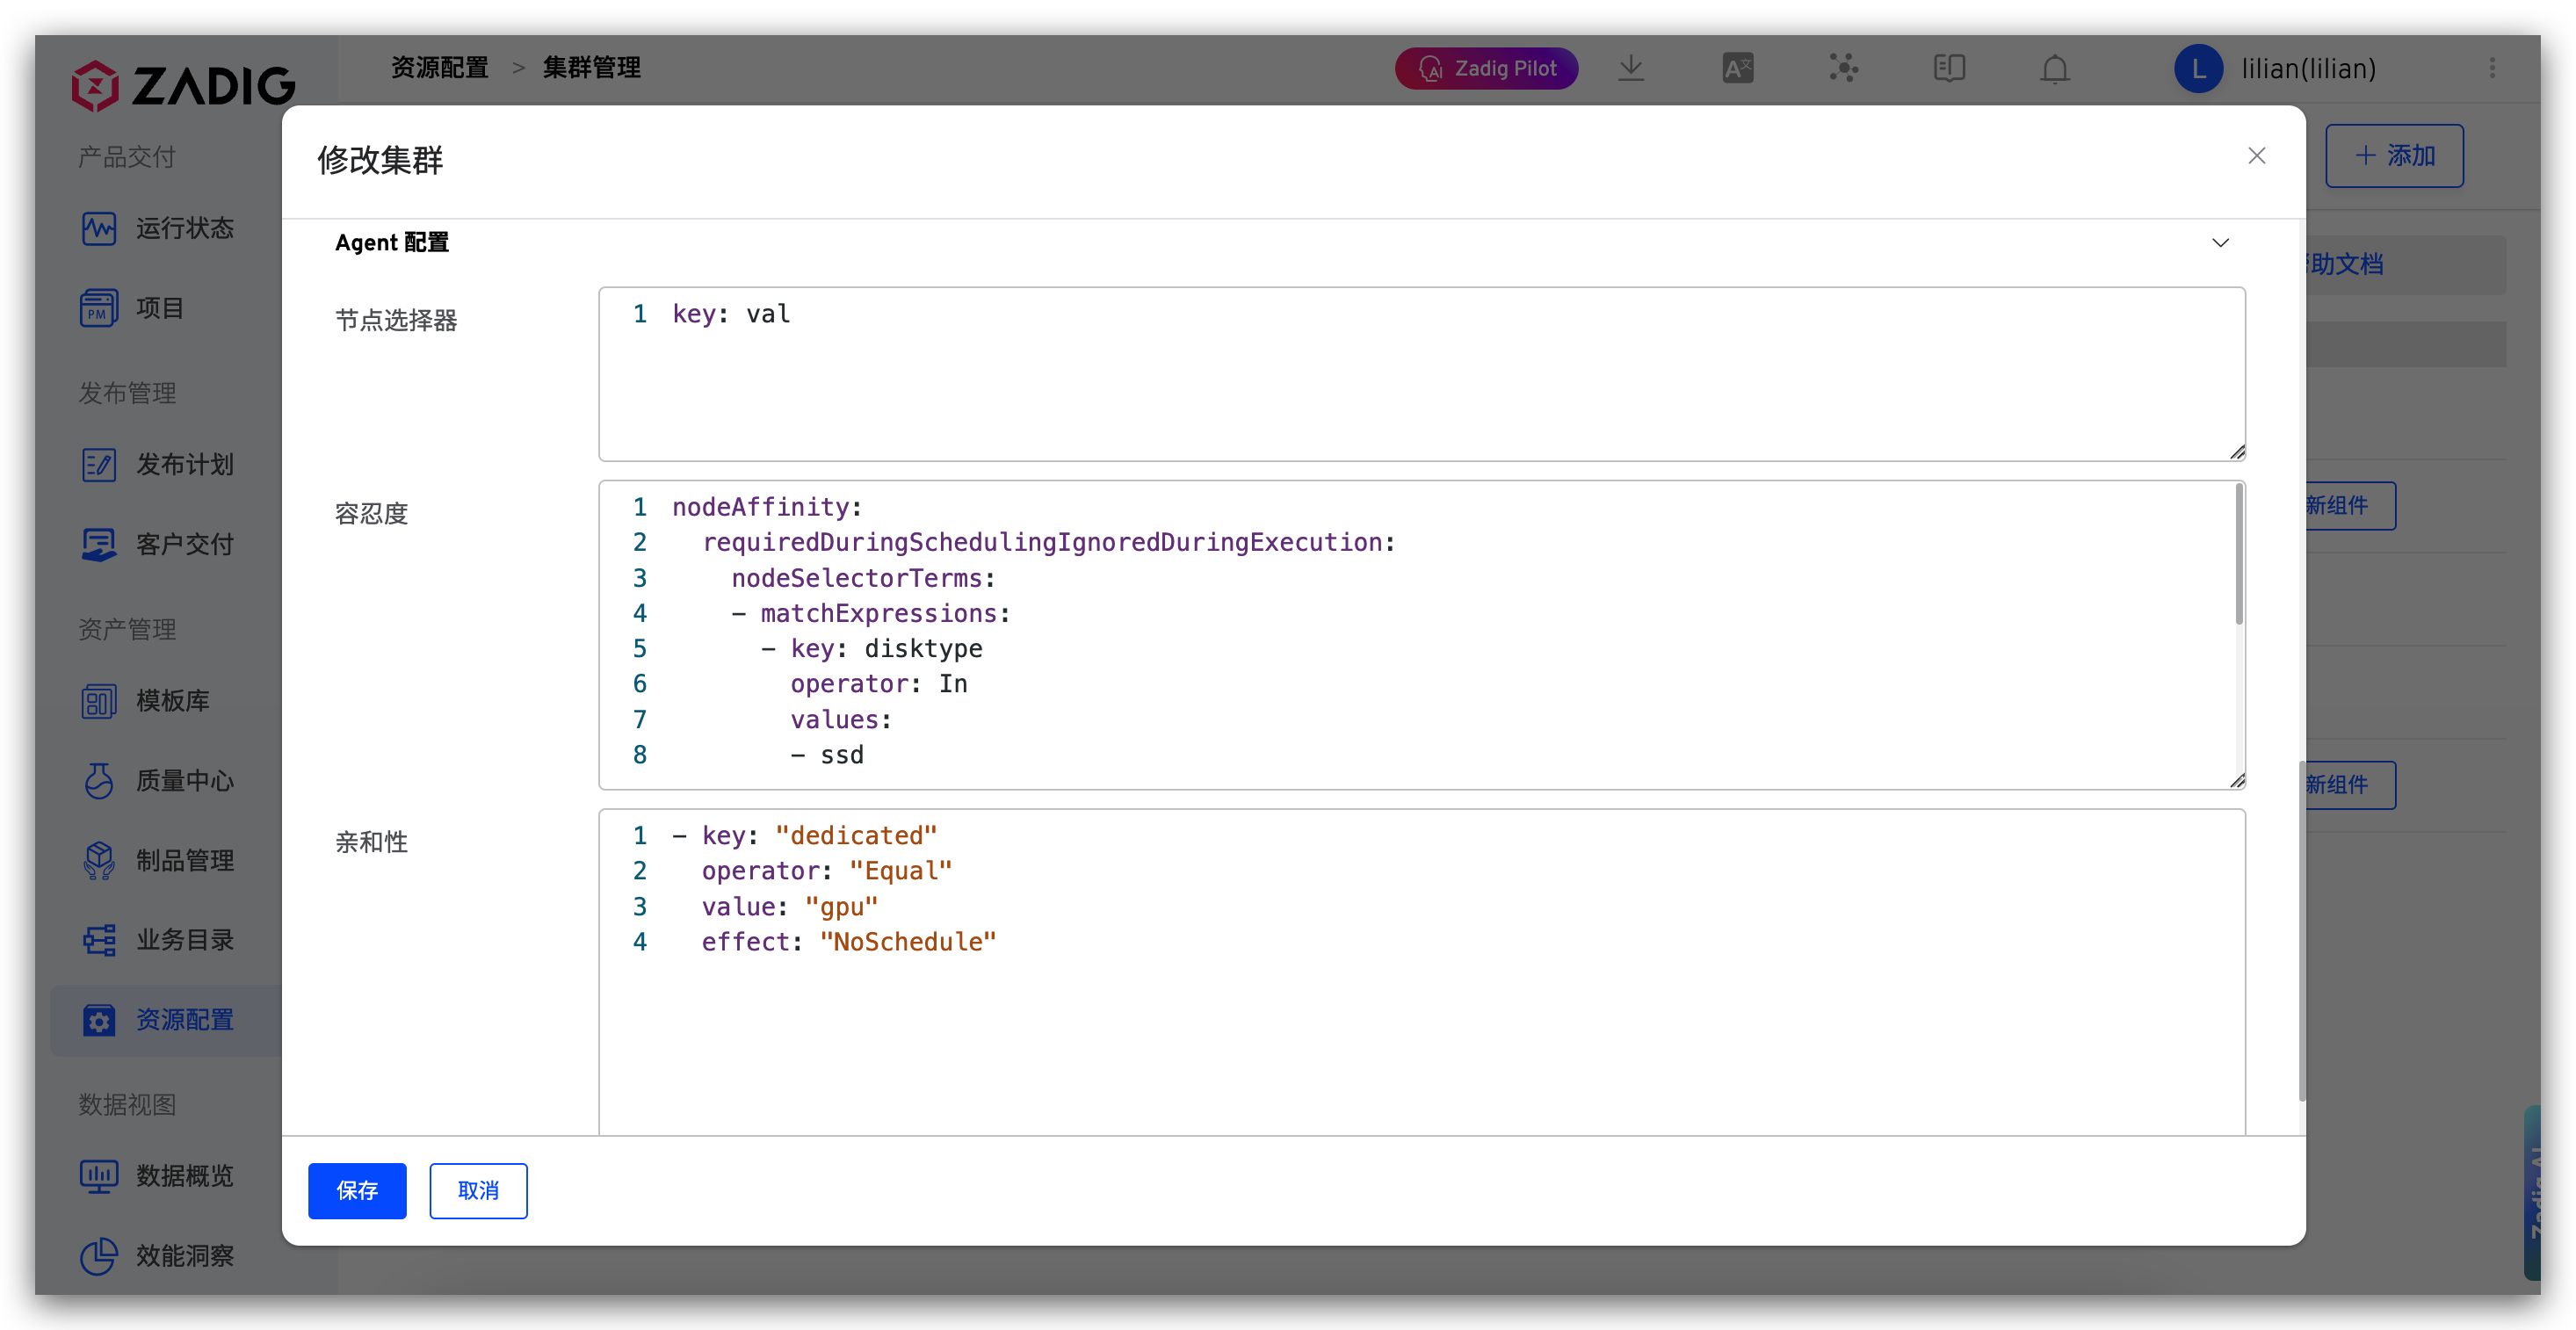 ZADIG
资源配置 > 集群管理
AI Zadig Pilot
L lilian(lilian)
产品交付
运行状态
PM 项目
发布管理
发布计划
客户交付
资产管理
模板库
质量中心
制品管理
业务目录
资源配置
数据视图
数据概览
效能洞察
+ 添加
助文档
新组件
新组件
Zadig AI
修改集群
Agent 配置
节点选择器
1 key: val
容忍度
1 nodeAffinity:
2   requiredDuringSchedulingIgnoredDuringExecution:
3     nodeSelectorTerms:
4     - matchExpressions:
5       - key: disktype
6         operator: In
7         values:
8         - ssd
亲和性
1 - key: "dedicated"
2   operator: "Equal"
3   value: "gpu"
4   effect: "NoSchedule"
保存
取消